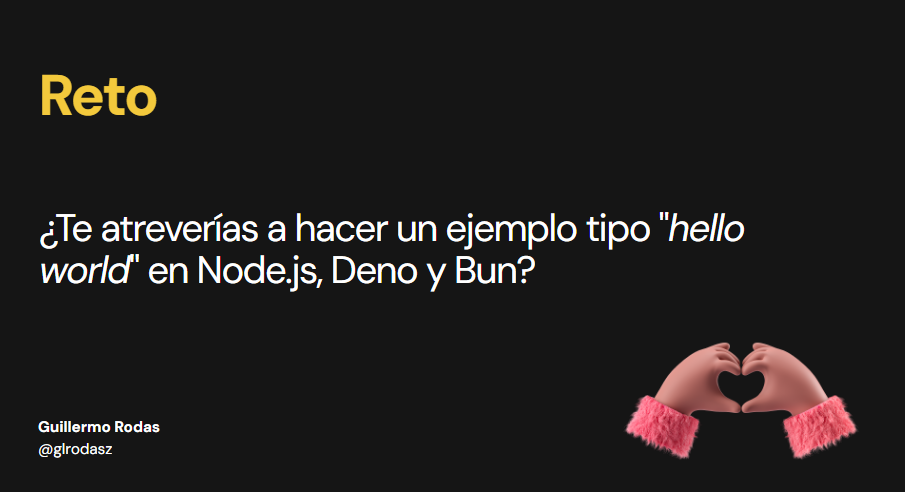 Reto
¿Te atreverías a hacer un ejemplo tipo "hello
world" en Node.js, Deno y Bun?
Guillermo Rodas
@glrodasz